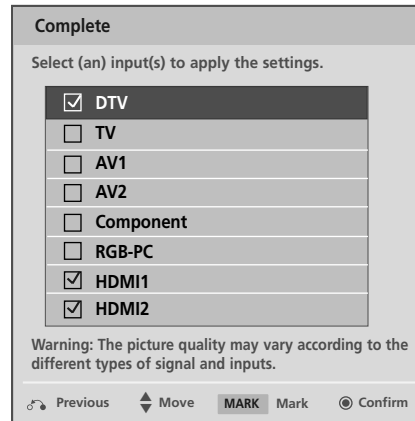 Complete
Select (an) input(s) to apply the settings.
DTV
TV
AV1
AV2
Component
RGB-PC
HDMI1
HDMI2
Warning: The picture quality may vary according to the
different types of signal and inputs.
Previous Move MARK Mark Confirm